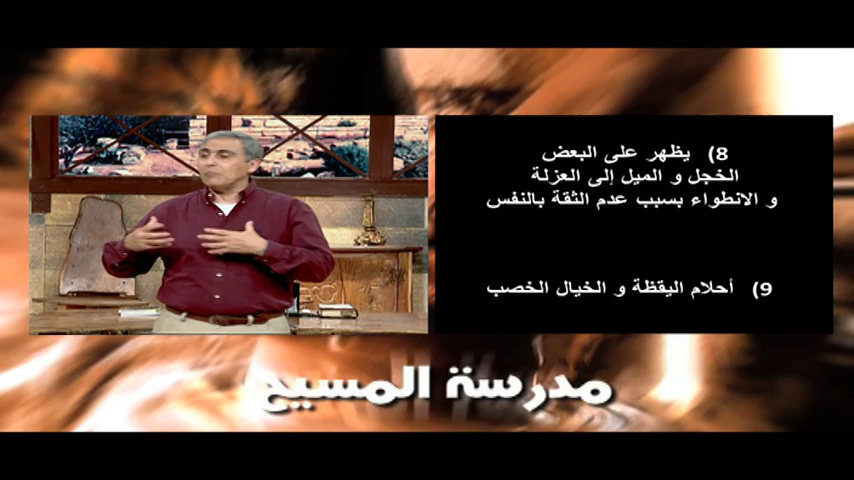 8) يظهر على البعض
الخجل و الميل إلى العزلة
و الانطواء بسبب عدم الثقة بالنفس
9) أحلام اليقظة و الخيال الخصب
مدرسة المسيح